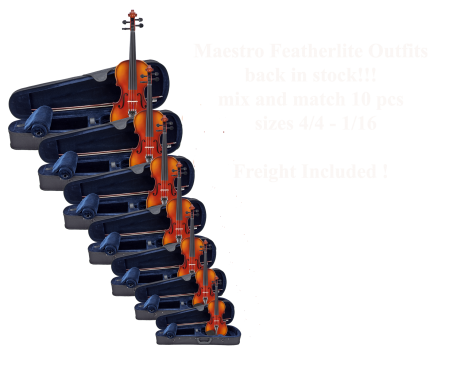 Maestro Featherlite Outfits
back in stock!!!
mix and match 10 pcs
sizes 4/4 - 1/16
Freight Included !